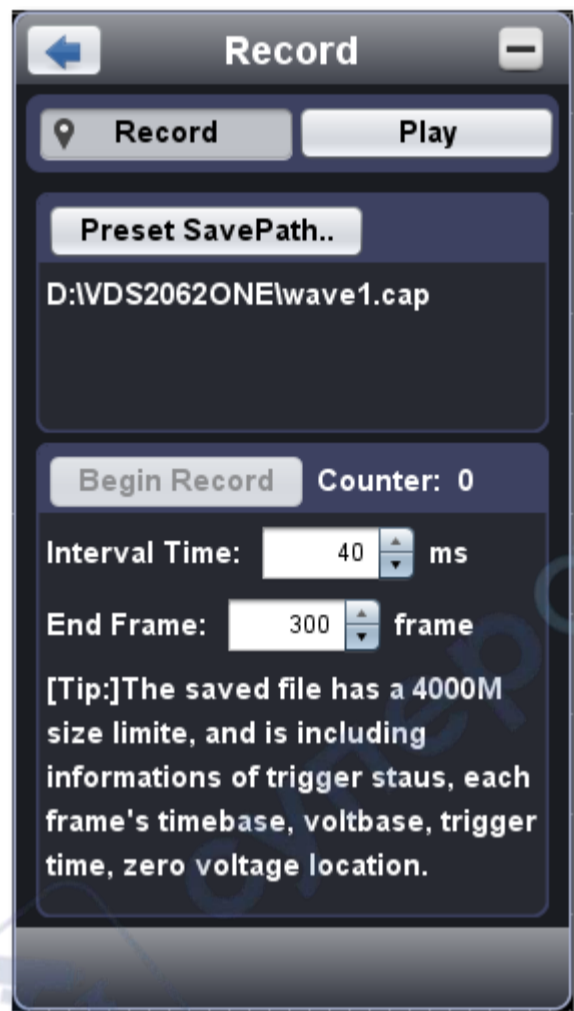 Record
Record
Play
Preset SavePath..
D:\VDS2062ONE\wave1.cap
Begin Record
Counter: 0
Interval Time: 40 ms
End Frame: 300 frame
[Tip:]The saved file has a 4000M
size limite, and is including
informations of trigger staus, each
frame's timebase, voltbase, trigger
time, zero voltage location.